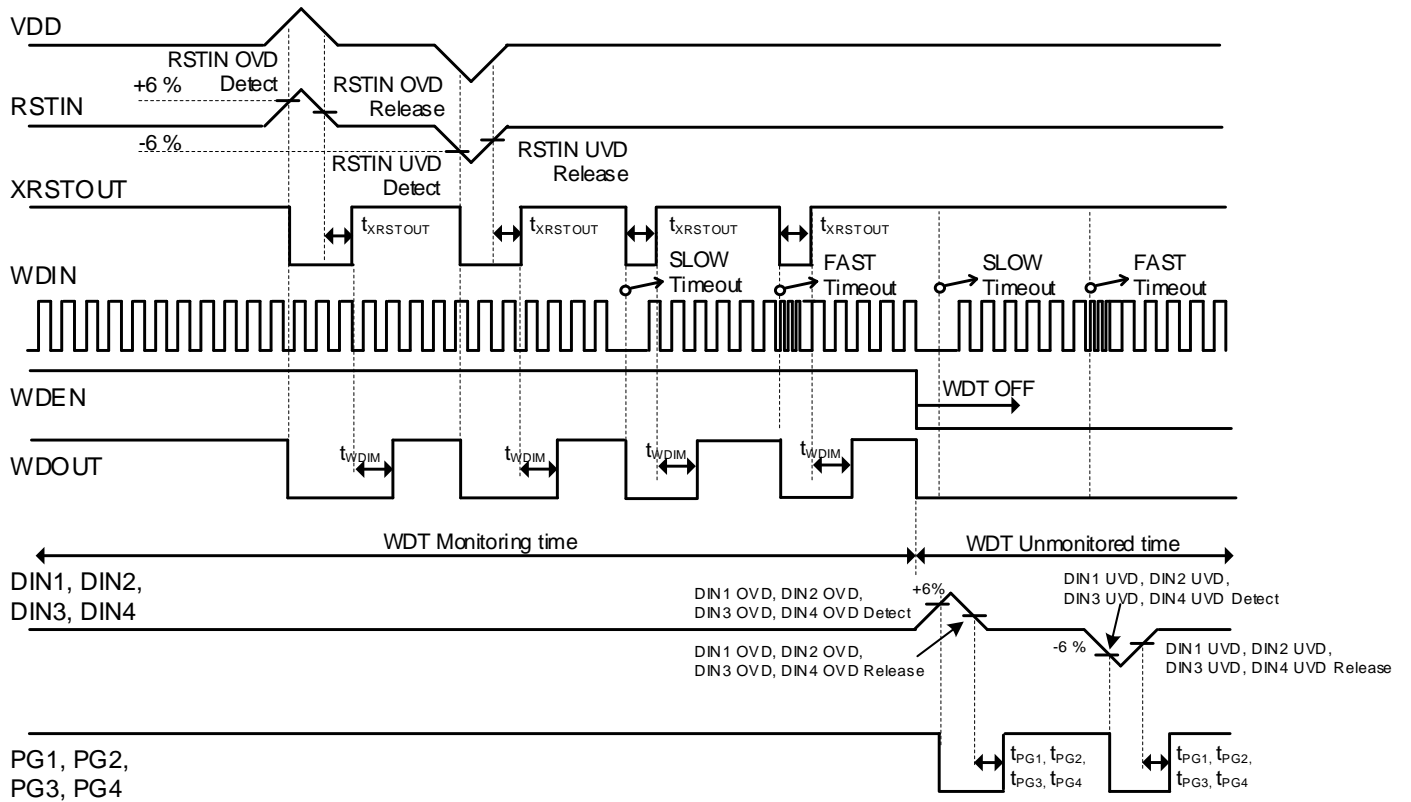 VDD
RSTIN OVD
Detect
+6 %
RSTIN OVD
Release
RSTIN
-6 %
RSTIN UVD
Detect
RSTIN UVD
Release
XRSTOUT
tXRSTOUT
tXRSTOUT
tXRSTOUT
tXRSTOUT
WDIN
SLOW
Timeout
FAST
Timeout
SLOW
Timeout
FAST
Timeout
WDEN
WDT OFF
WDOUT
tWDIM
tWDIM
tWDIM
tWDIM
WDT Monitoring time
WDT Unmonitored time
DIN1, DIN2,
DIN3, DIN4
DIN1 OVD, DIN2 OVD,
DIN3 OVD, DIN4 OVD Detect
+6%
DIN1 OVD, DIN2 OVD,
DIN3 OVD, DIN4 OVD Release
DIN1 UVD, DIN2 UVD,
DIN3 UVD, DIN4 UVD Detect
-6 %
DIN1 UVD, DIN2 UVD,
DIN3 UVD, DIN4 UVD Release
PG1, PG2,
PG3, PG4
tPG1, tPG2,
tPG3, tPG4
tPG1, tPG2,
tPG3, tPG4